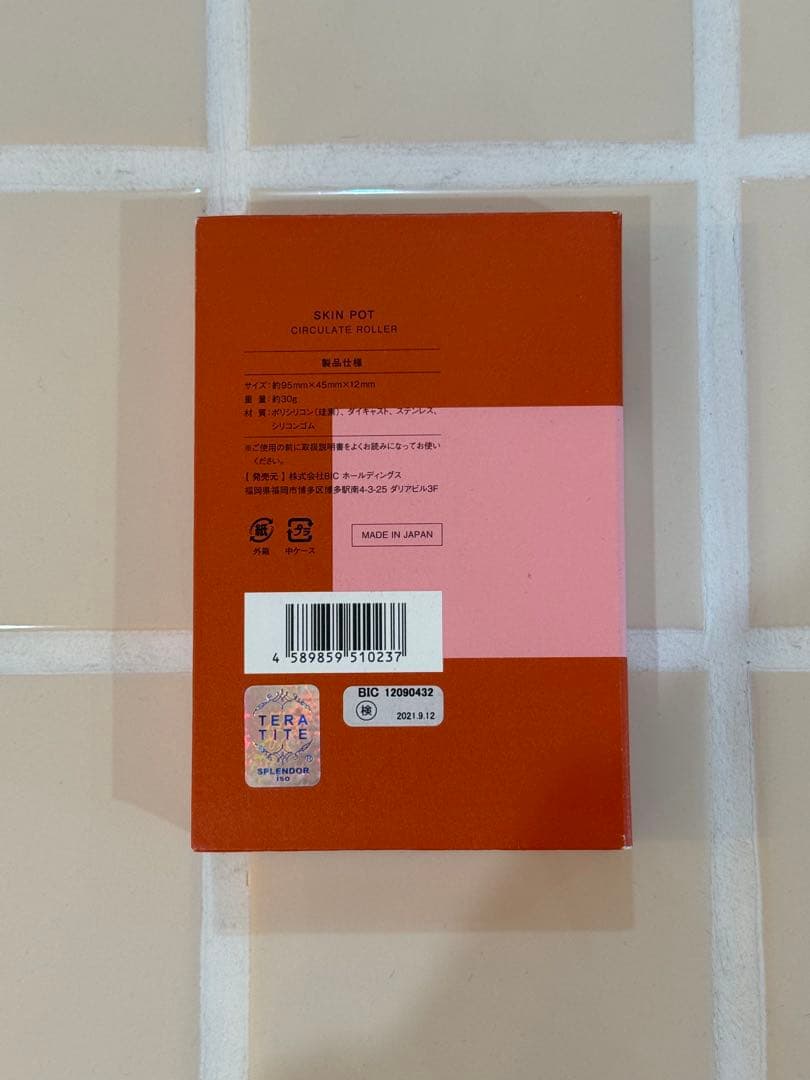 SKIN POT
CIRCULATE ROLLER
製品仕様
サイズ：約95mm×45mm×12mm
重 量：約30g
材 質：ポリシリコン（珪素）、ダイキャスト、ステンレス、
シリコンゴム
※ご使用の前に取扱説明書をよくお読みになってお使い
ください。
[ 発売元 ] 株式会社BIC ホールディングス
福岡県福岡市博多区博多駅南4-3-25 ダリアビル3F
紙 プラ
外箱 中ケース
MADE IN JAPAN
4 589859 510237
TERA
TITE
®
SPLENDOR
ISO
BIC 12090432
検 2021.9.12